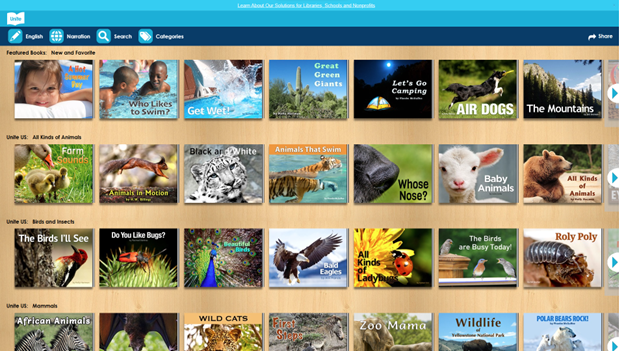 Learn About Our Solutions for Libraries, Schools and Nonprofits
Unite
English Narration Search Categories Share
Featured Books: New and Favorite
Day
Who Likes
to Swim?
Get Wet!
Great
Green
Giants
Let's Go
Camping
AIR DOGS
The Mountains
Unite US: All Kinds of Animals
Farm
Sounds
Animals in Motion
Black and White
Animals That Swim
Whose
Nose?
Baby
Animals
All Kinds
of
Animals
Unite US: Birds and Insects
The Birds I'll See
Do You Like Bugs?
Beautiful
Birds
Bald
Eagles
All
Kinds
of Ladybugs
The Birds
are Busy Today!
Roly Poly
Unite US: Mammals
African Animals
WILD CATS
First
Steps
Zoo Mama
Wildlife
of
Yellowstone National Park
POLAR BEARS ROCK!